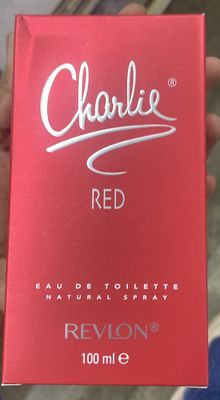 Charlie®
RED
EAU DE TOILETTE
NATURAL SPRAY
REVLON®
100 ml ℮